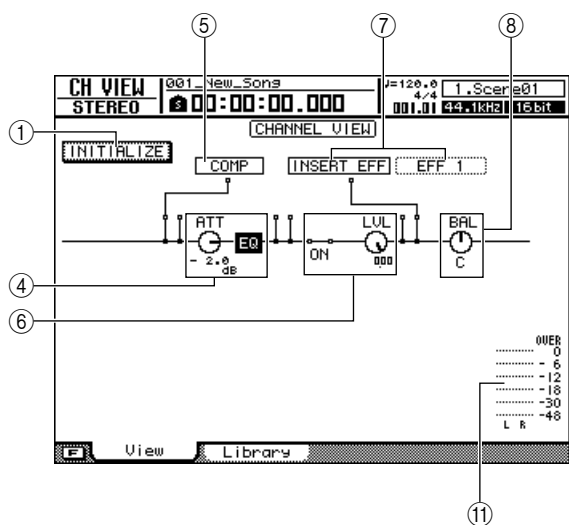 ⑤ ⑦ ⑧
CH VIEW 001_New_Song ♩=120.0 4/4 1.Scene01
STEREO S 00:00:00.000 001.01 44.1kHz 16bit
CHANNEL VIEW
①
INITIALIZE
COMP INSERT EFF EFF 1
ATT EQ LVL BAL
- 2.0 dB ON 000 C
④
⑥
OVER
0
- 6
-12
-18
-30
-48
L R
F View Library
⑪